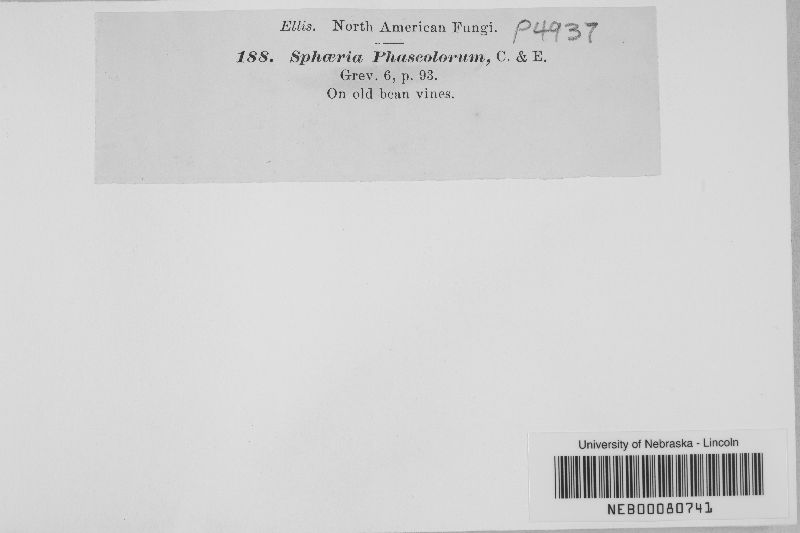 Ellis. North American Fungi. P4937
188. Sphæria Phaseolorum, C. & E.
Grev. 6, p. 93.
On old bean vines.
University of Nebraska - Lincoln
NEB00080741